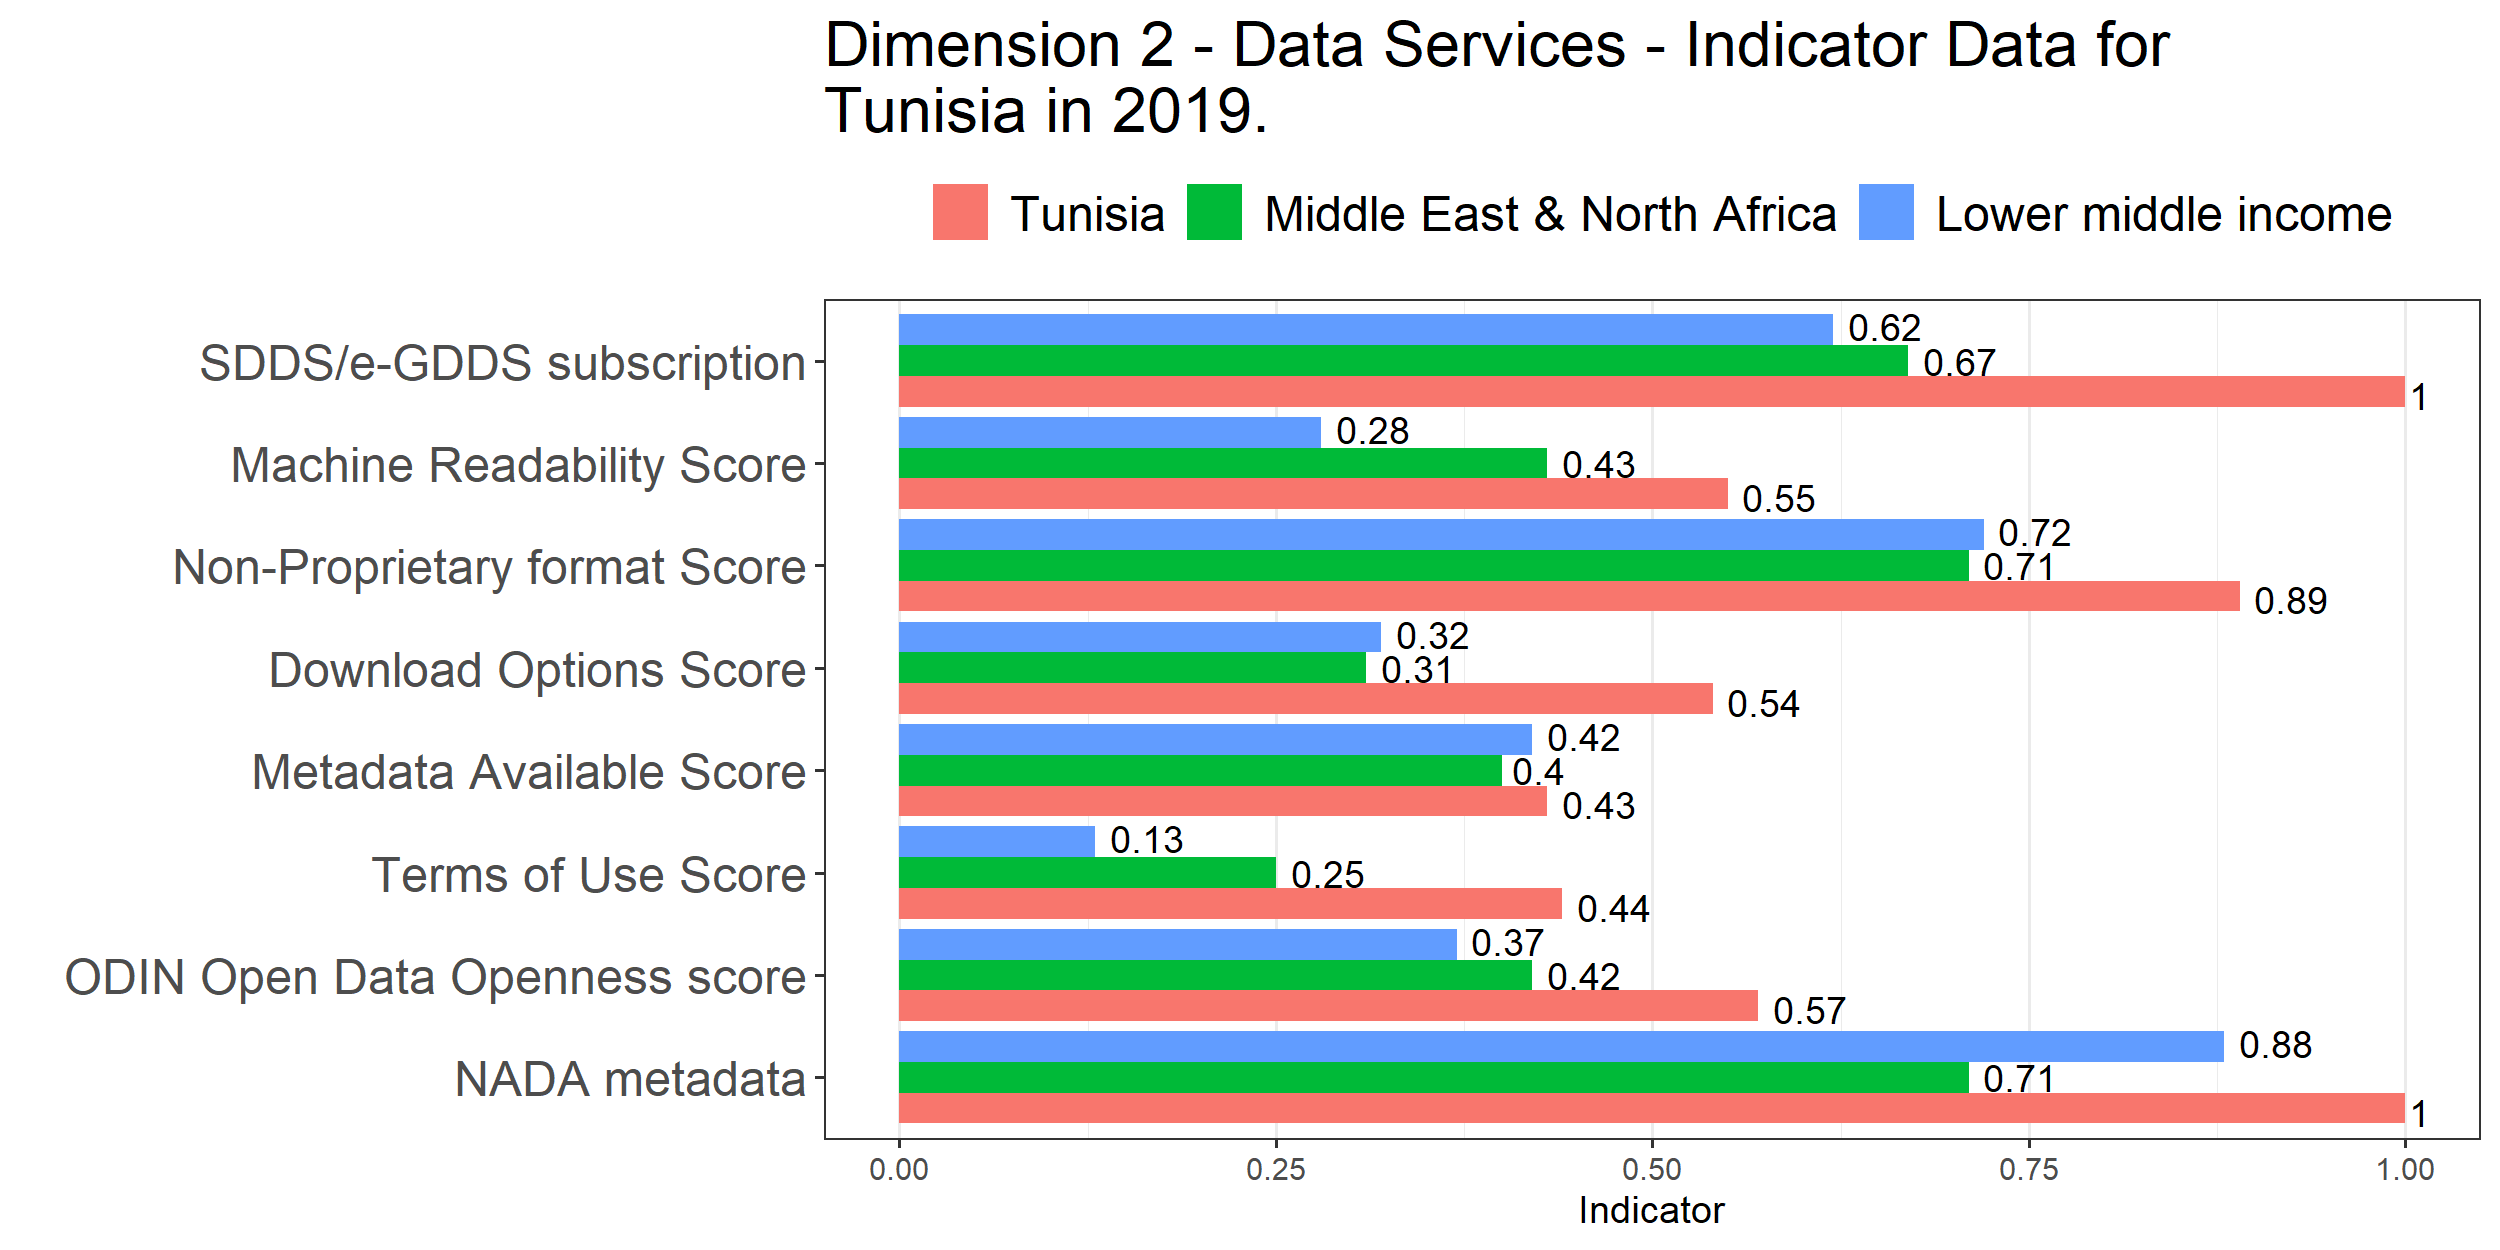 Dimension 2 - Data Services - Indicator Data for
Tunisia in 2019.
Tunisia
Middle East & North Africa
Lower middle income
SDDS/e-GDDS subscription
0.62
0.67
1
Machine Readability Score
0.28
0.43
0.55
Non-Proprietary format Score
0.72
0.71
0.89
Download Options Score
0.32
0.31
0.54
Metadata Available Score
0.42
0.4
0.43
Terms of Use Score
0.13
0.25
0.44
ODIN Open Data Openness score
0.37
0.42
0.57
NADA metadata
0.88
0.71
1
0.00
0.25
0.50
0.75
1.00
Indicator